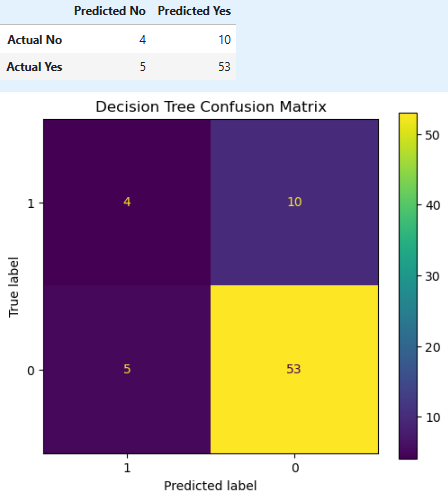 Predicted No Predicted Yes
Actual No 4 10
Actual Yes 5 53
Decision Tree Confusion Matrix
50
40
30
20
10
True label
1 4 10
0 5 53
1 0
Predicted label